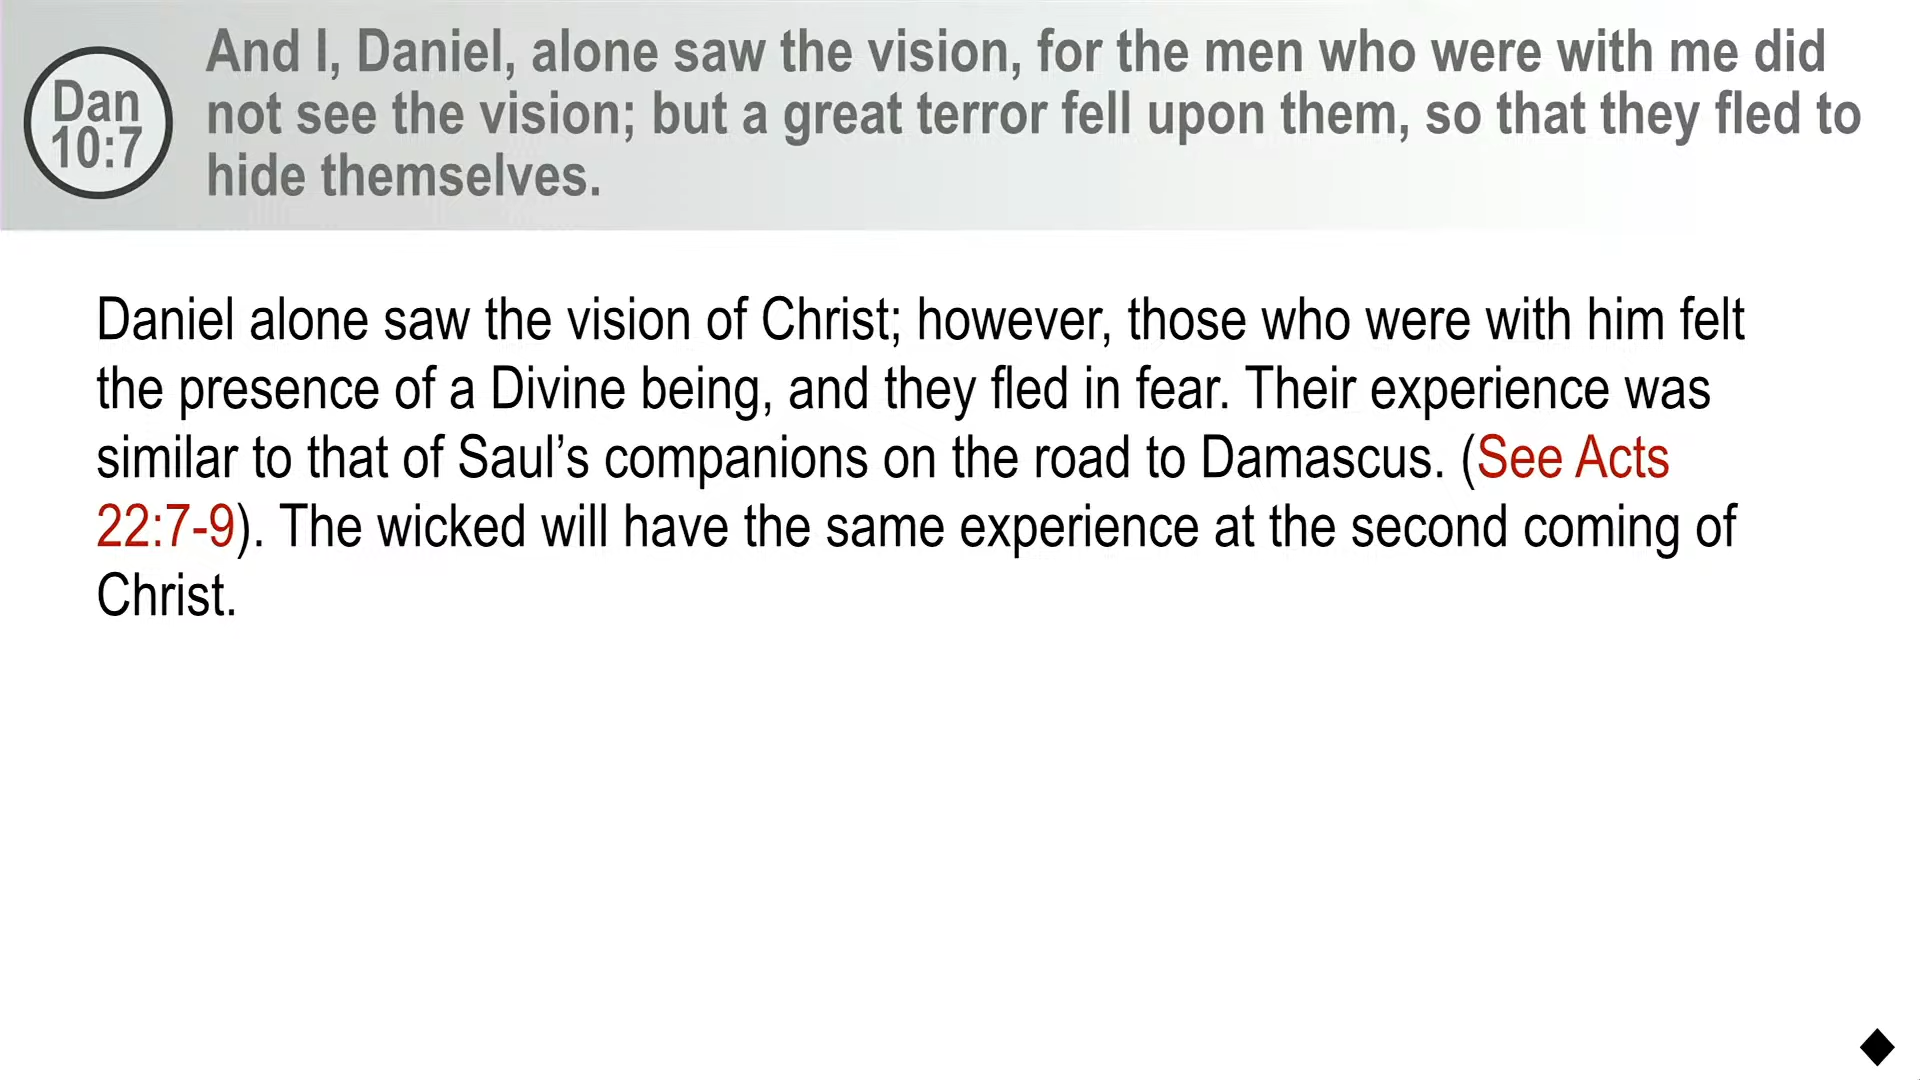 Dan
10:7
And I, Daniel, alone saw the vision, for the men who were with me did
not see the vision; but a great terror fell upon them, so that they fled to
hide themselves.
Daniel alone saw the vision of Christ; however, those who were with him felt
the presence of a Divine being, and they fled in fear. Their experience was
similar to that of Saul’s companions on the road to Damascus. (See Acts
22:7-9). The wicked will have the same experience at the second coming of
Christ.